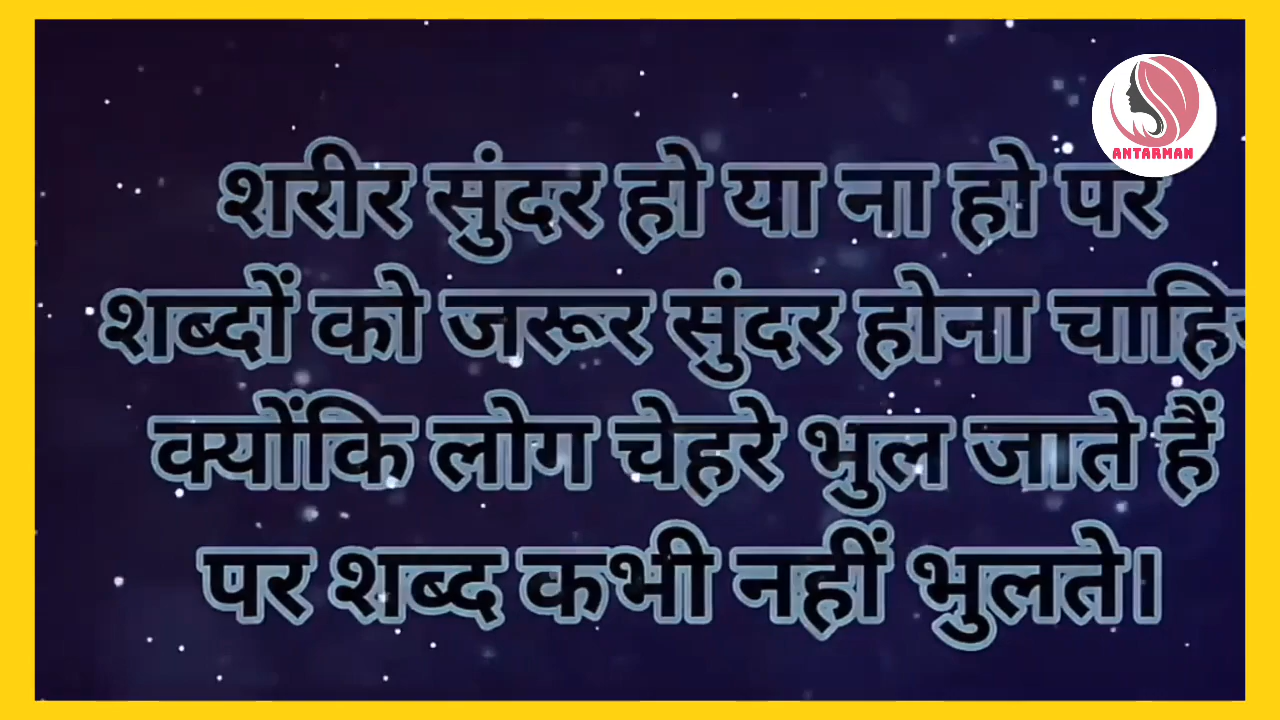 ANTARMAN
शरीर सुंदर हो या ना हो पर
शब्दों को जरूर सुंदर होना
क्योंकि लोग चेहरे भुल जाते हैं
पर शब्द कभी नहीं भुलते।